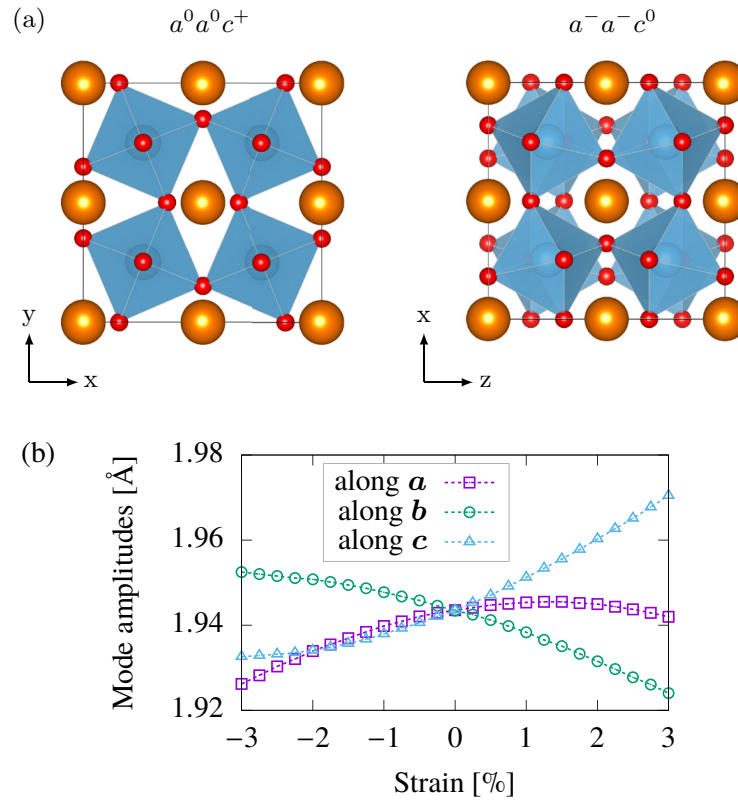 (a)
a⁰a⁰c⁺
a⁻a⁻c⁰
y
x
x
z
(b)
Mode amplitudes [Å]
1.98
1.96
1.94
1.92
along a
along b
along c
−3 −2 −1 0 1 2 3
Strain [%]